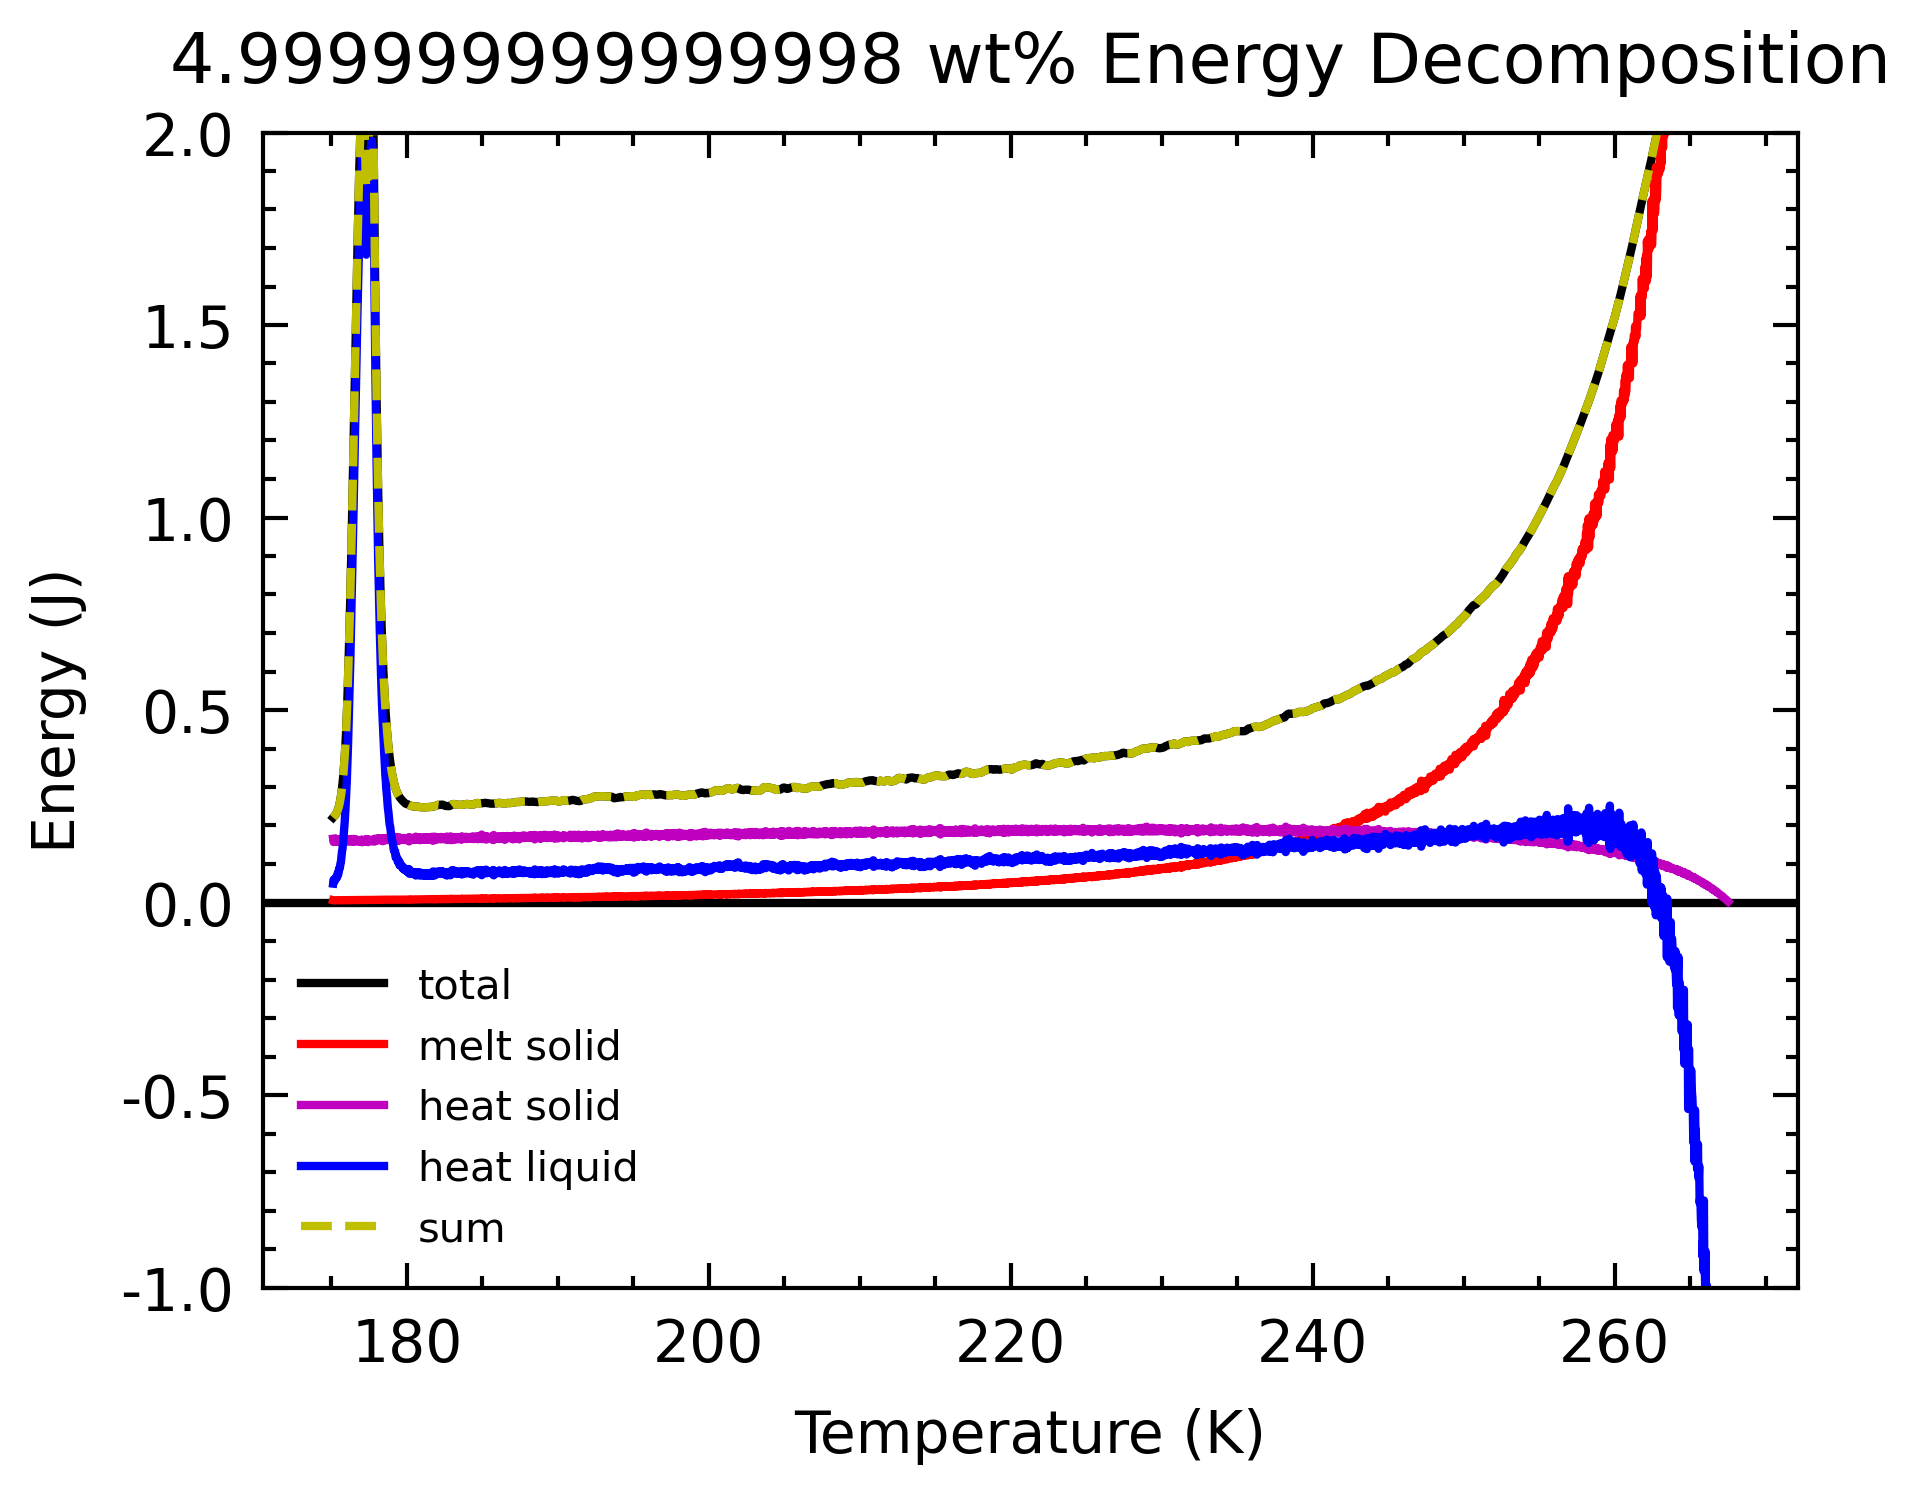 4.999999999999998 wt% Energy Decomposition
2.0
1.5
1.0
0.5
0.0
-0.5
-1.0
Energy (J)
total
melt solid
heat solid
heat liquid
sum
180 200 220 240 260
Temperature (K)